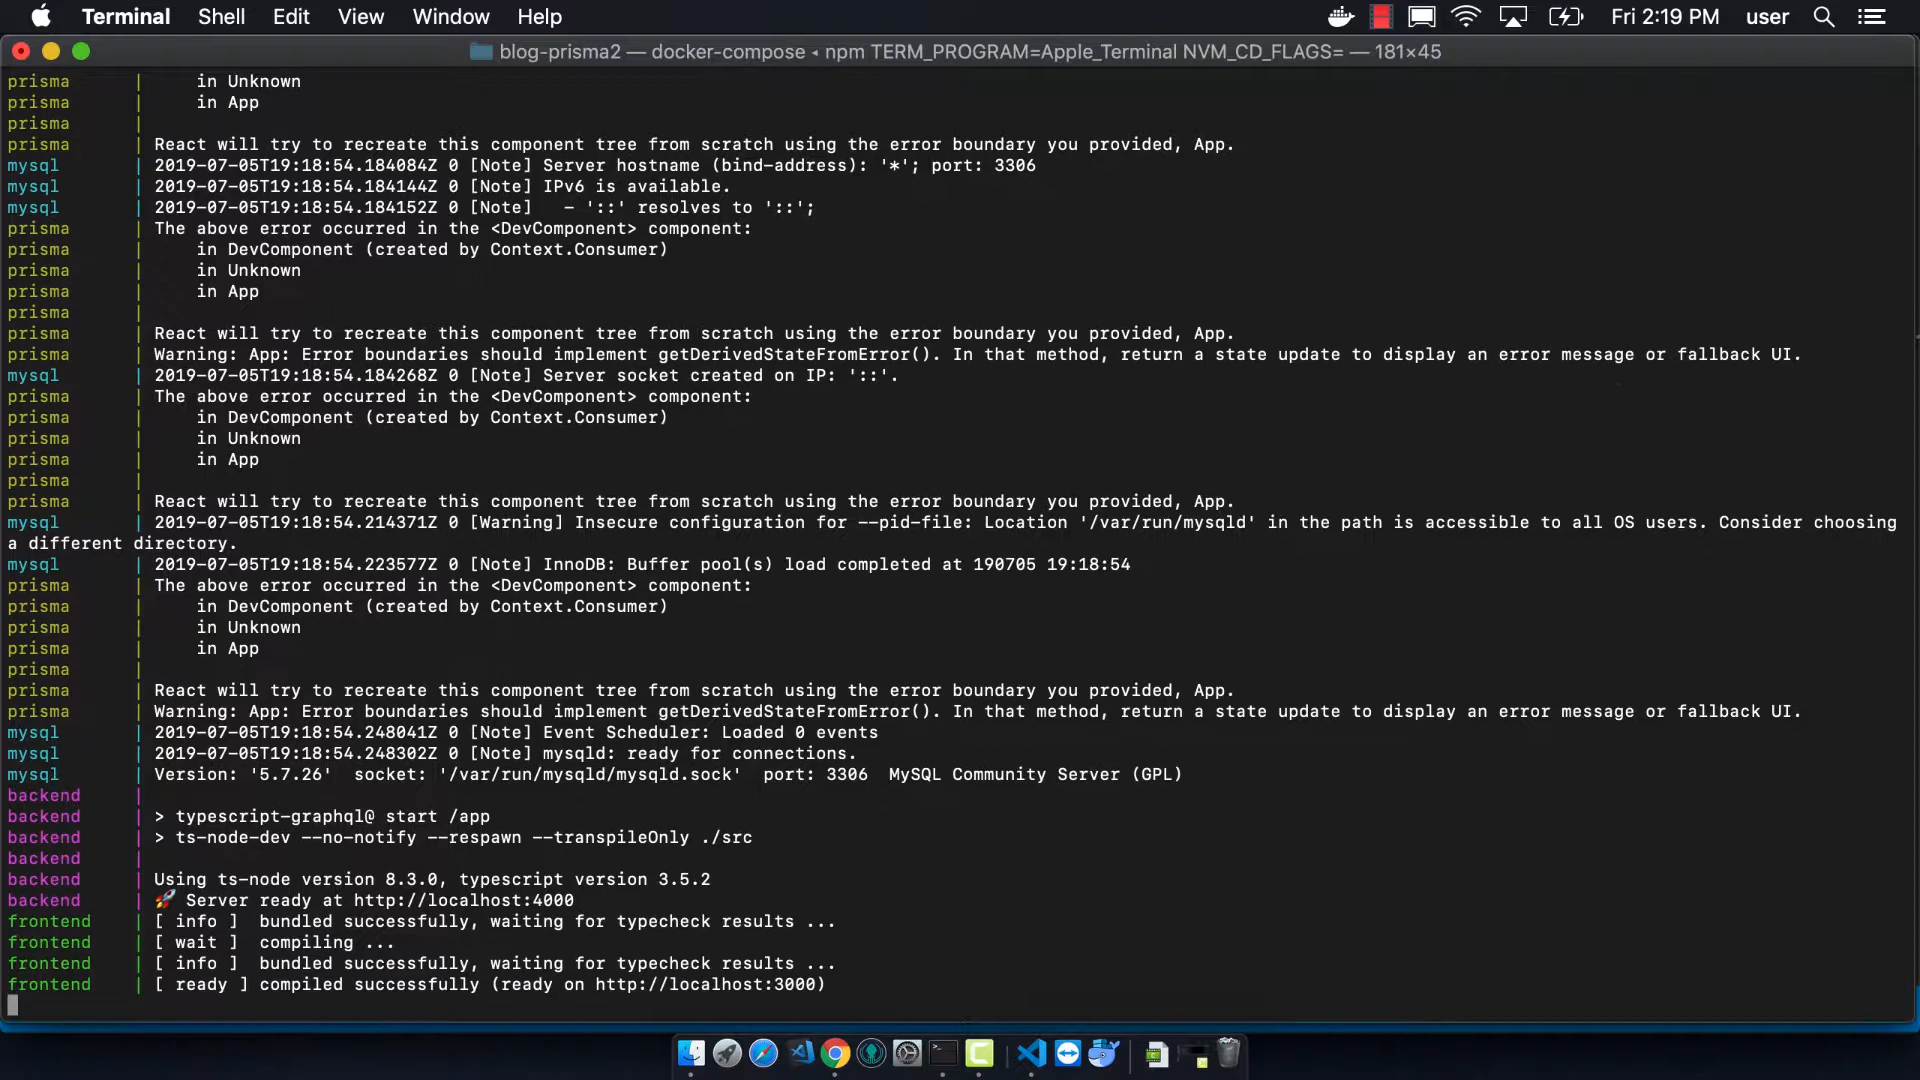 Terminal Shell Edit View Window Help Fri 2:19 PM user
blog-prisma2 — docker-compose ◂ npm TERM_PROGRAM=Apple_Terminal NVM_CD_FLAGS= — 181×45
prisma | in Unknown
prisma | in App
prisma |
prisma | React will try to recreate this component tree from scratch using the error boundary you provided, App.
mysql | 2019-07-05T19:18:54.184084Z 0 [Note] Server hostname (bind-address): '*'; port: 3306
mysql | 2019-07-05T19:18:54.184144Z 0 [Note] IPv6 is available.
mysql | 2019-07-05T19:18:54.184152Z 0 [Note]   - '::' resolves to '::';
prisma | The above error occurred in the <DevComponent> component:
prisma | in DevComponent (created by Context.Consumer)
prisma | in Unknown
prisma | in App
prisma |
prisma | React will try to recreate this component tree from scratch using the error boundary you provided, App.
prisma | Warning: App: Error boundaries should implement getDerivedStateFromError(). In that method, return a state update to display an error message or fallback UI.
mysql | 2019-07-05T19:18:54.184268Z 0 [Note] Server socket created on IP: '::'.
prisma | The above error occurred in the <DevComponent> component:
prisma | in DevComponent (created by Context.Consumer)
prisma | in Unknown
prisma | in App
prisma |
prisma | React will try to recreate this component tree from scratch using the error boundary you provided, App.
mysql | 2019-07-05T19:18:54.214371Z 0 [Warning] Insecure configuration for --pid-file: Location '/var/run/mysqld' in the path is accessible to all OS users. Consider choosing
a different directory.
mysql | 2019-07-05T19:18:54.223577Z 0 [Note] InnoDB: Buffer pool(s) load completed at 190705 19:18:54
prisma | The above error occurred in the <DevComponent> component:
prisma | in DevComponent (created by Context.Consumer)
prisma | in Unknown
prisma | in App
prisma |
prisma | React will try to recreate this component tree from scratch using the error boundary you provided, App.
prisma | Warning: App: Error boundaries should implement getDerivedStateFromError(). In that method, return a state update to display an error message or fallback UI.
mysql | 2019-07-05T19:18:54.248041Z 0 [Note] Event Scheduler: Loaded 0 events
mysql | 2019-07-05T19:18:54.248302Z 0 [Note] mysqld: ready for connections.
mysql | Version: '5.7.26'  socket: '/var/run/mysqld/mysqld.sock'  port: 3306  MySQL Community Server (GPL)
backend |
backend | > typescript-graphql@ start /app
backend | > ts-node-dev --no-notify --respawn --transpileOnly ./src
backend |
backend | Using ts-node version 8.3.0, typescript version 3.5.2
backend | 🚀 Server ready at http://localhost:4000
frontend | [ info ]  bundled successfully, waiting for typecheck results ...
frontend | [ wait ]  compiling ...
frontend | [ info ]  bundled successfully, waiting for typecheck results ...
frontend | [ ready ] compiled successfully (ready on http://localhost:3000)